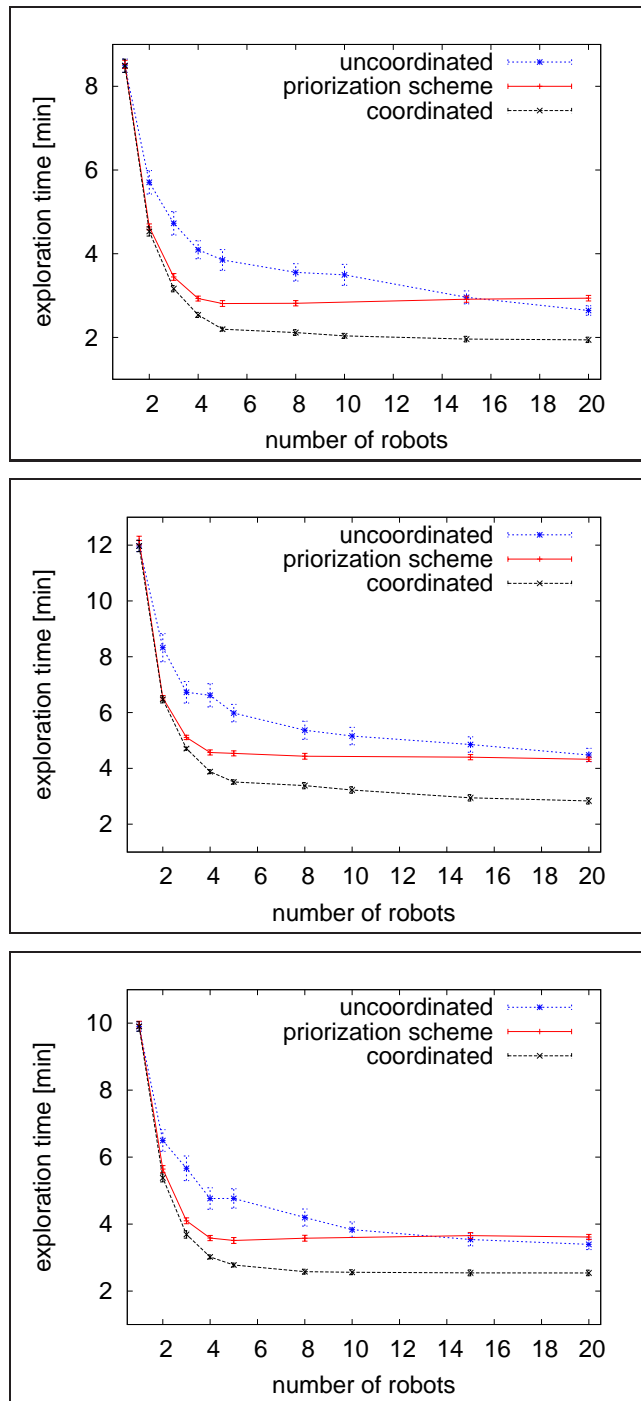 uncoordinated
priorization scheme
coordinated
8
6
4
2
exploration time [min]
2 4 6 8 10 12 14 16 18 20
number of robots
uncoordinated
priorization scheme
coordinated
12
10
8
6
4
2
exploration time [min]
2 4 6 8 10 12 14 16 18 20
number of robots
uncoordinated
priorization scheme
coordinated
10
8
6
4
2
exploration time [min]
2 4 6 8 10 12 14 16 18 20
number of robots